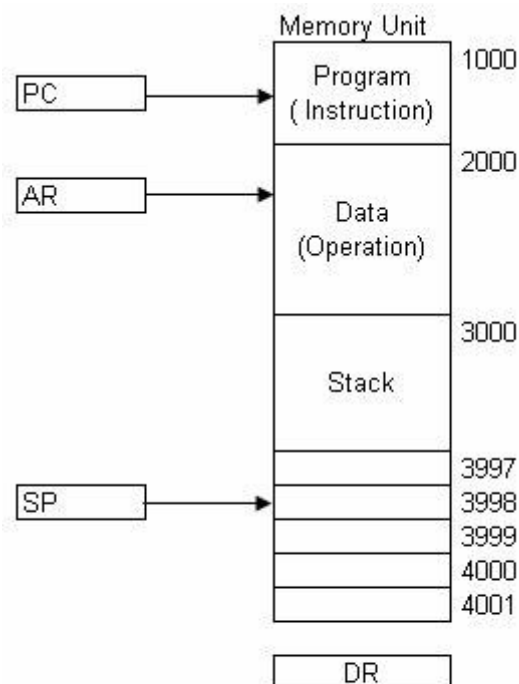 Memory Unit
1000
Program
( Instruction)
PC
2000
AR
Data
(Operation)
3000
Stack
3997
SP
3998
3999
4000
4001
DR